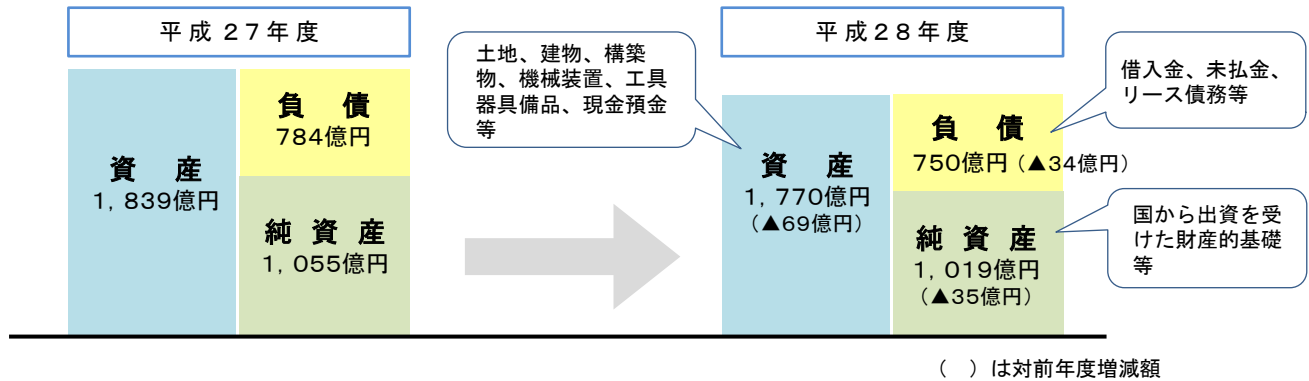 平成 27年度
資　産
1,839億円
負　債
784億円
純 資 産
1,055億円
平成28年度
土地、建物、構築
物、機械装置、工具
器具備品、現金預金
等
資　産
1,770億円
（▲69億円）
負　債
750億円（▲34億円）
純 資 産
1,019億円
（▲35億円）
借入金、未払金、
リース債務等
国から出資を受
けた財産的基礎
等
（　）は対前年度増減額